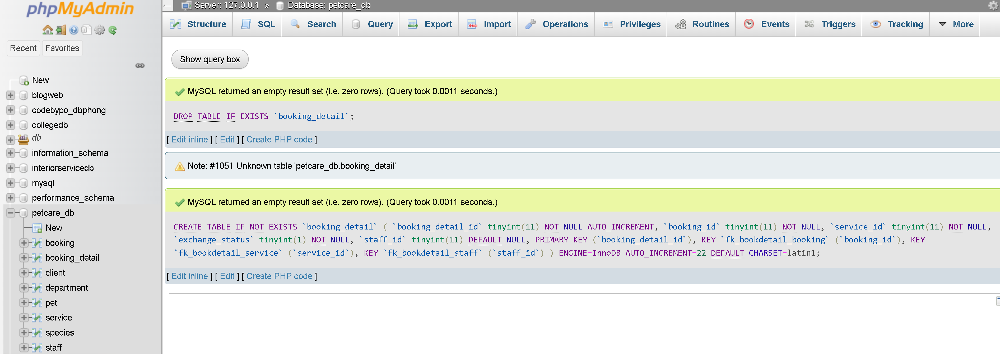 phpMyAdmin
Recent
Favorites
New
blogweb
codebypo_dbphong
collegedb
db
information_schema
interiorservicedb
mysql
performance_schema
petcare_db
New
booking
booking_detail
client
department
pet
service
species
staff
← Server: 127.0.0.1 » Database: petcare_db
Structure SQL Search Query Export Import Operations Privileges Routines Events Triggers Tracking More
Show query box
MySQL returned an empty result set (i.e. zero rows). (Query took 0.0011 seconds.)
DROP TABLE IF EXISTS `booking_detail`;
[ Edit inline ] [ Edit ] [ Create PHP code ]
Note: #1051 Unknown table 'petcare_db.booking_detail'
MySQL returned an empty result set (i.e. zero rows). (Query took 0.0011 seconds.)
CREATE TABLE IF NOT EXISTS `booking_detail` ( `booking_detail_id` tinyint(11) NOT NULL AUTO_INCREMENT, `booking_id` tinyint(11) NOT NULL, `service_id` tinyint(11) NOT NULL,
`exchange_status` tinyint(1) NOT NULL, `staff_id` tinyint(11) DEFAULT NULL, PRIMARY KEY (`booking_detail_id`), KEY `fk_bookdetail_booking` (`booking_id`), KEY
`fk_bookdetail_service` (`service_id`), KEY `fk_bookdetail_staff` (`staff_id`) ) ENGINE=InnoDB AUTO_INCREMENT=22 DEFAULT CHARSET=latin1;
[ Edit inline ] [ Edit ] [ Create PHP code ]